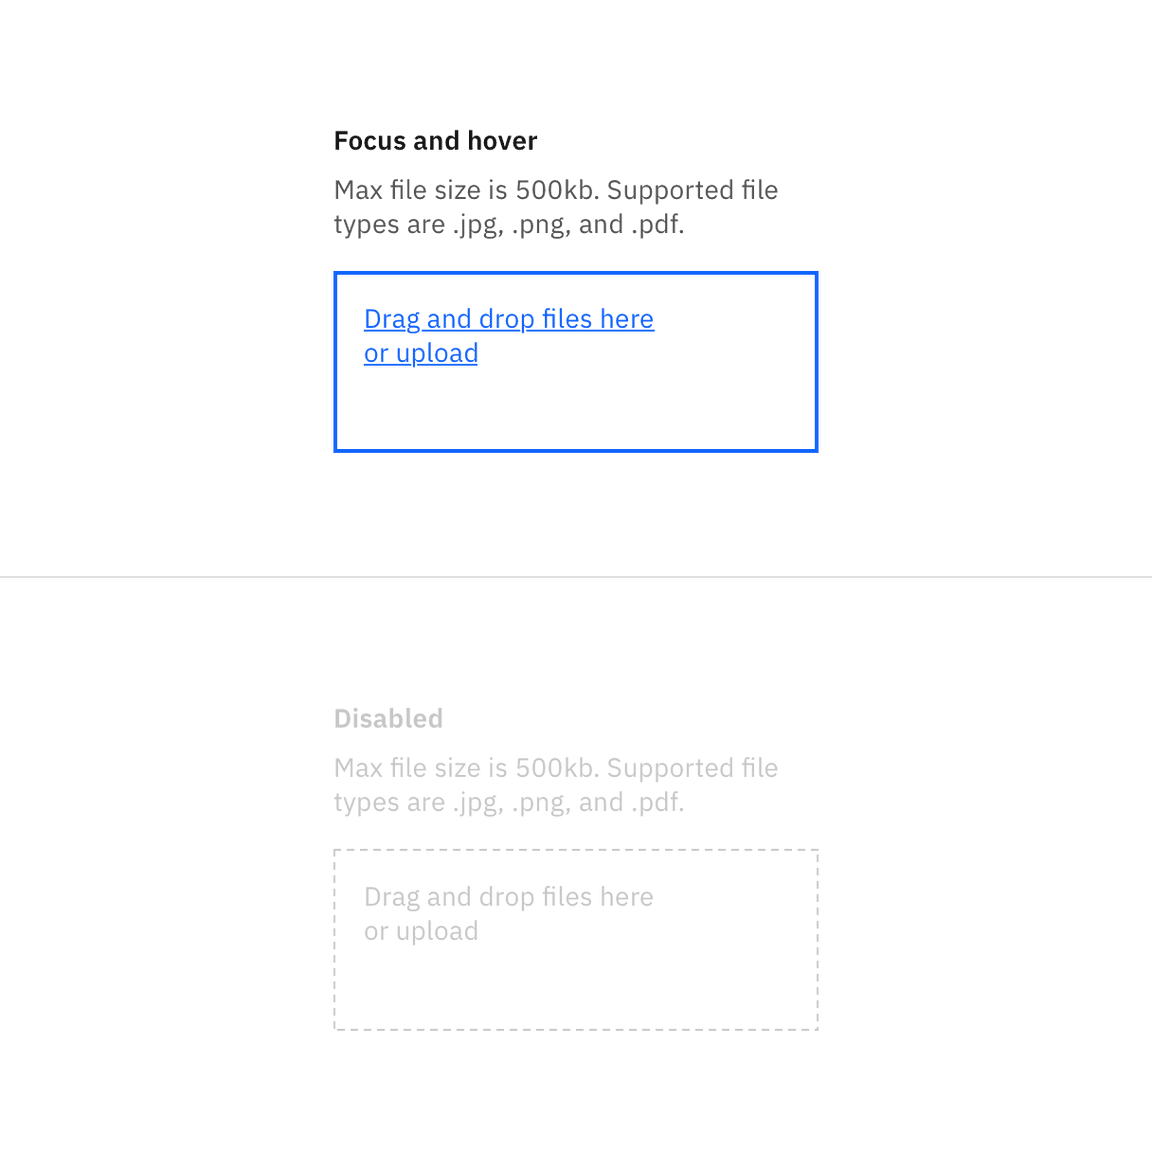 Focus and hover
Max file size is 500kb. Supported file
types are .jpg, .png, and .pdf.
Drag and drop files here
or upload
Disabled
Max file size is 500kb. Supported file
types are .jpg, .png, and .pdf.
Drag and drop files here
or upload